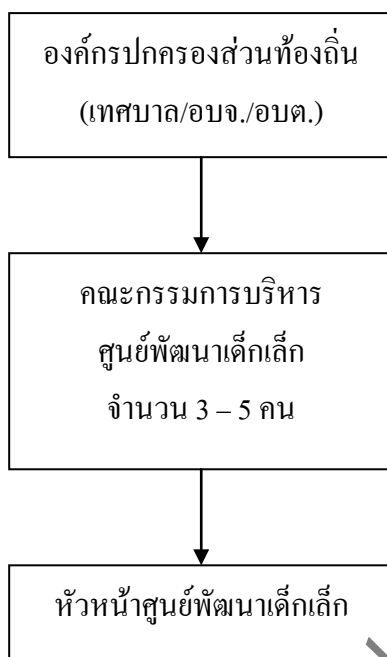 องค์กรปกครองส่วนท้องถิ่น
(เทศบาล/อบจ./อบต.)
คณะกรรมการบริหาร
ศูนย์พัฒนาเด็กเล็ก
จำนวน 3 – 5 คน
หัวหน้าศูนย์พัฒนาเด็กเล็ก